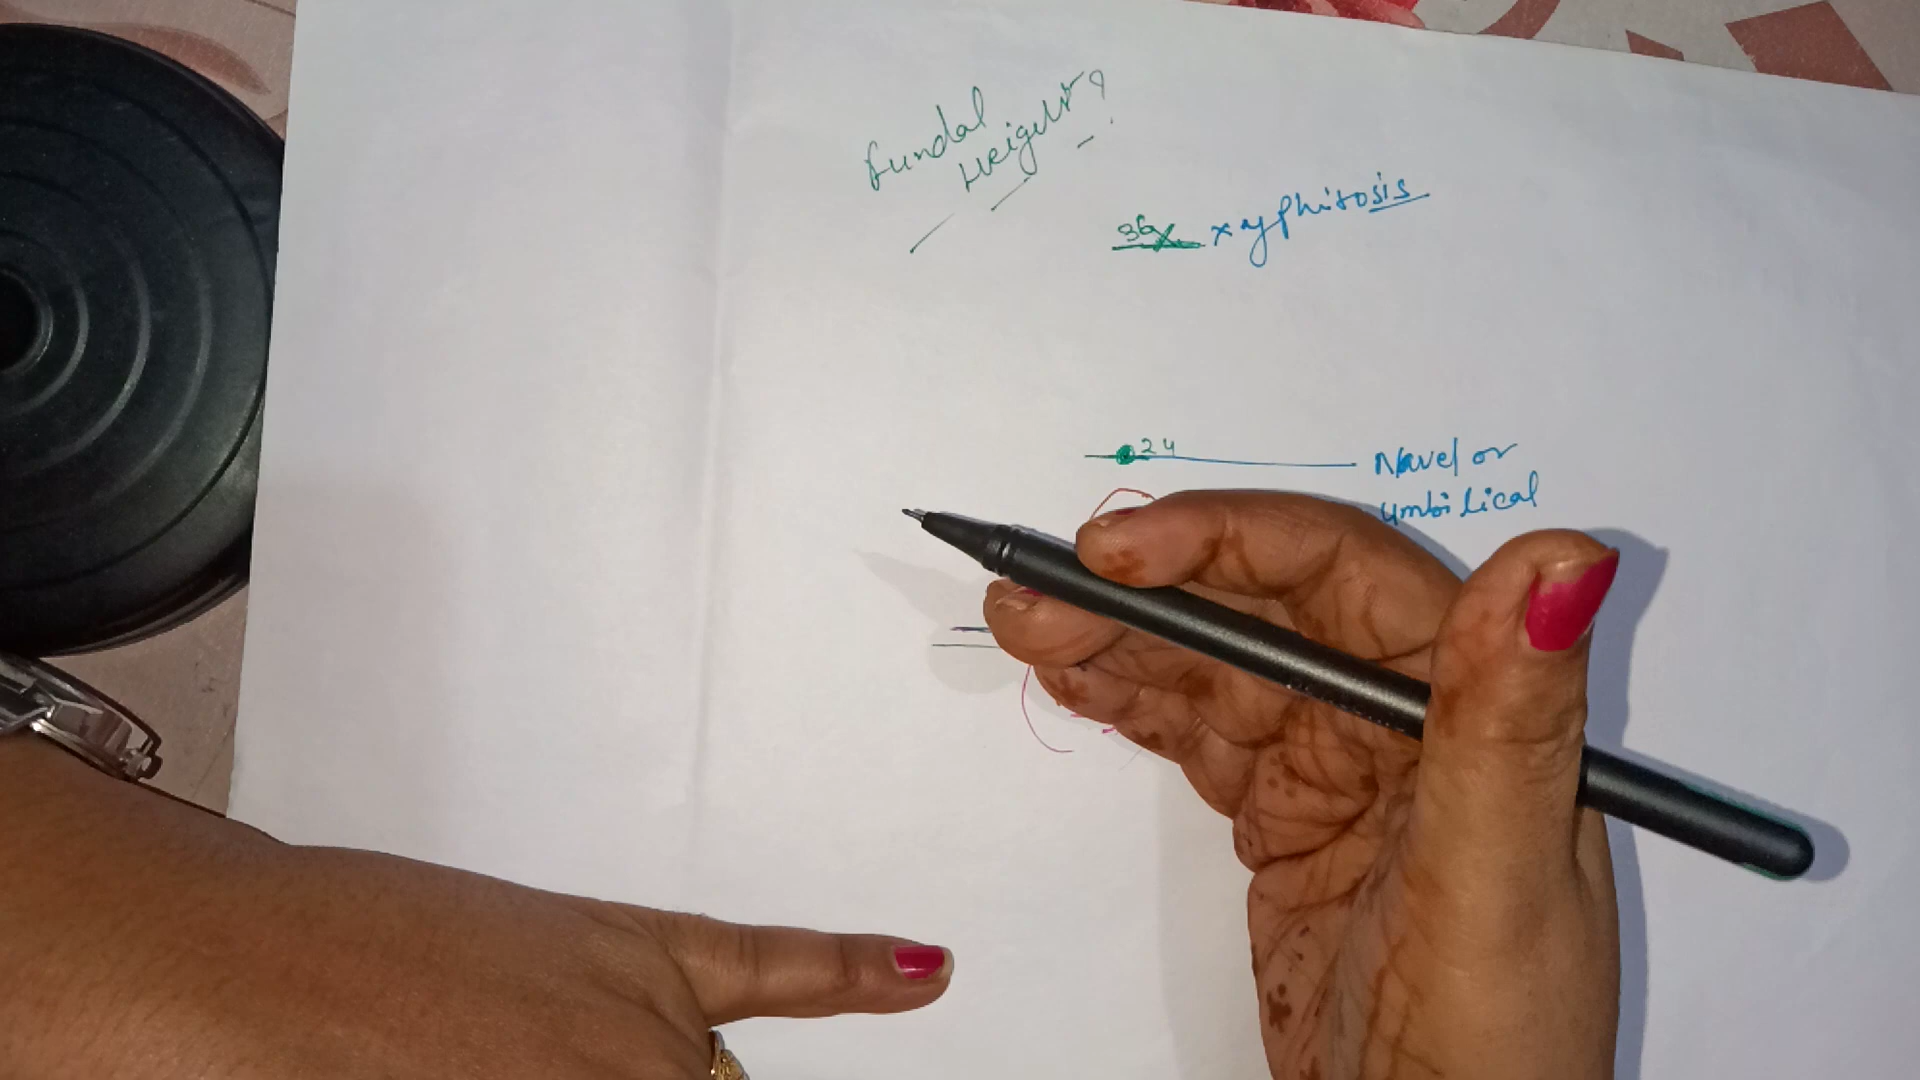 fundal
Height?
36 xyphitosis
24
Navel or
Umbilical